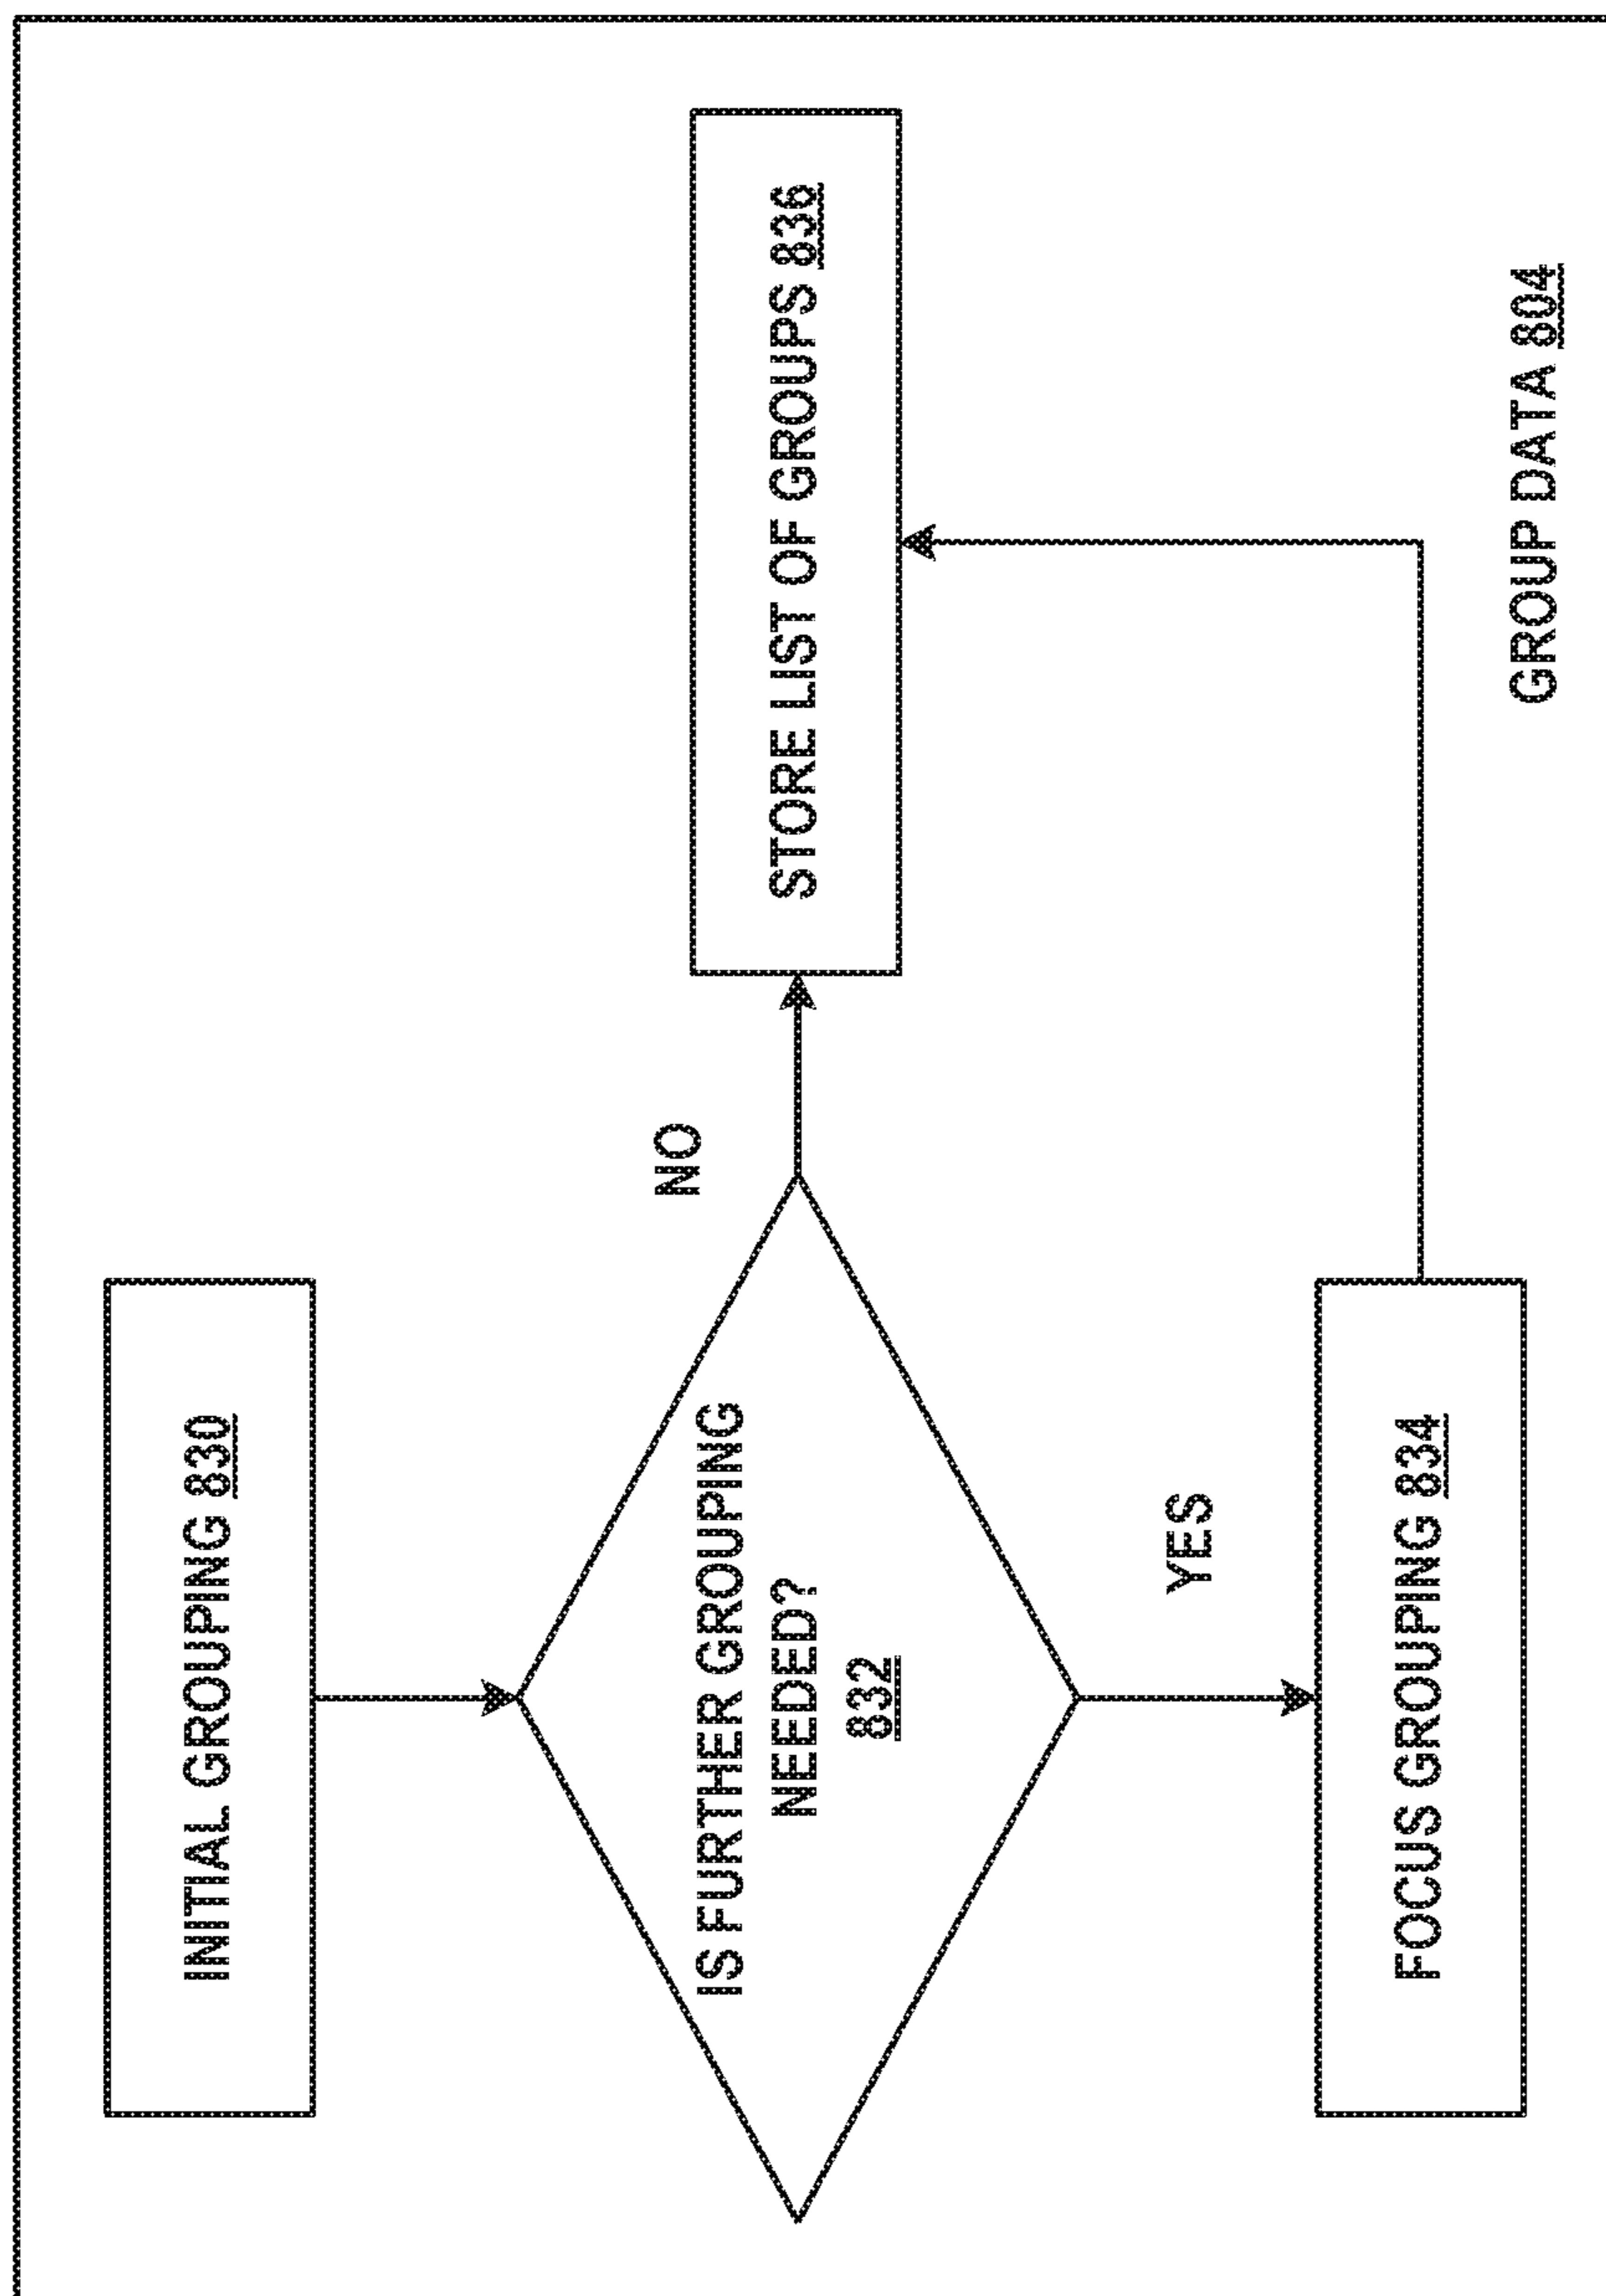 INITIAL GROUPING 830
IS FURTHER GROUPING
NEEDED?
832
NO
STORE LIST OF GROUPS 836
YES
FOCUS GROUPING 834
GROUP DATA 804